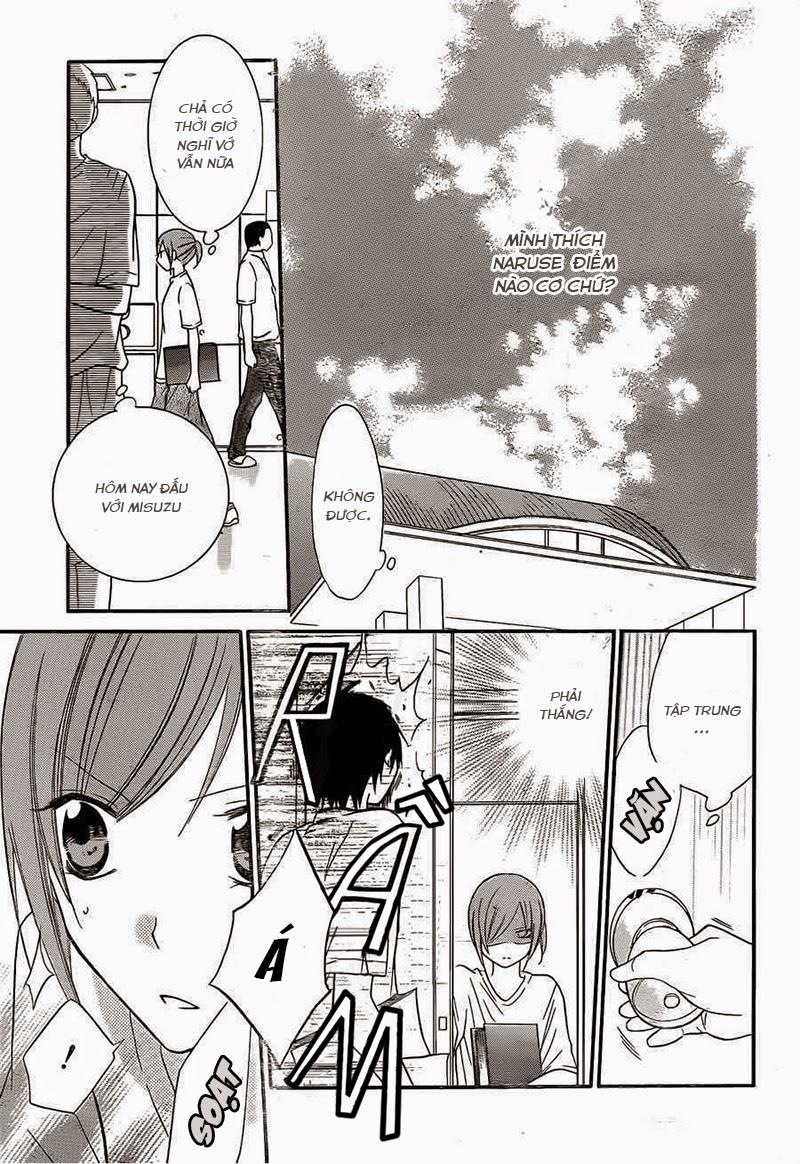 MÌNH THÍCH
NARUSE ĐIỂM
NÀO CƠ CHỨ?
KHÔNG
ĐƯỢC.
CHẢ CÓ
THỜI GIỜ
NGHĨ VỚ
VẪN NỮA
HÔM NAY ĐẤU
VỚI MISUZU
TẬP TRUNG
...
VẶN
PHẢI
THẮNG!
RẦM
Á
!
SOẠT